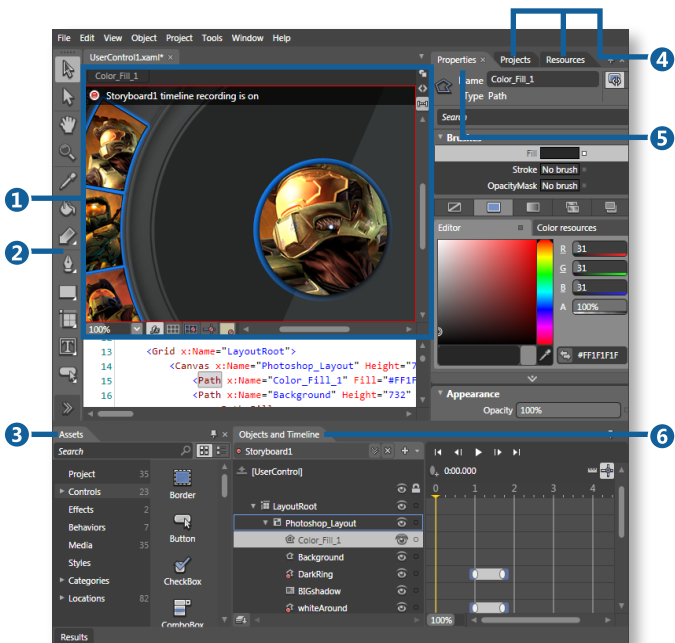 4
File Edit View Object Project Tools Window Help
UserControl1.xaml* ×
Properties × Projects Resources
Color_Fill_1
Name Color_Fill_1
Type Path
Storyboard1 timeline recording is on
Search
5
Brushes
Fill
Stroke No brush
OpacityMask No brush
1
2
Editor Color resources
R 31
G 31
B 31
A 100%
100%
#FF1F1F1F
13 <Grid x:Name="LayoutRoot">
14 <Canvas x:Name="Photoshop_Layout" Height="7
15 <Path x:Name="Color_Fill_1" Fill="#FF1F
16 <Path x:Name="Background" Height="732"
Appearance
Opacity 100%
3
Assets
Objects and Timeline
6
Search
Storyboard1
Project 35
Controls 23
Effects 2
Behaviors 7
Media 35
Styles
Categories
Locations 82
Border
Button
CheckBox
ComboBox
[UserControl]
0:00.000
0 1 2 3 4
LayoutRoot
Photoshop_Layout
Color_Fill_1
Background
DarkRing
BIGshadow
whiteAround
100%
Results